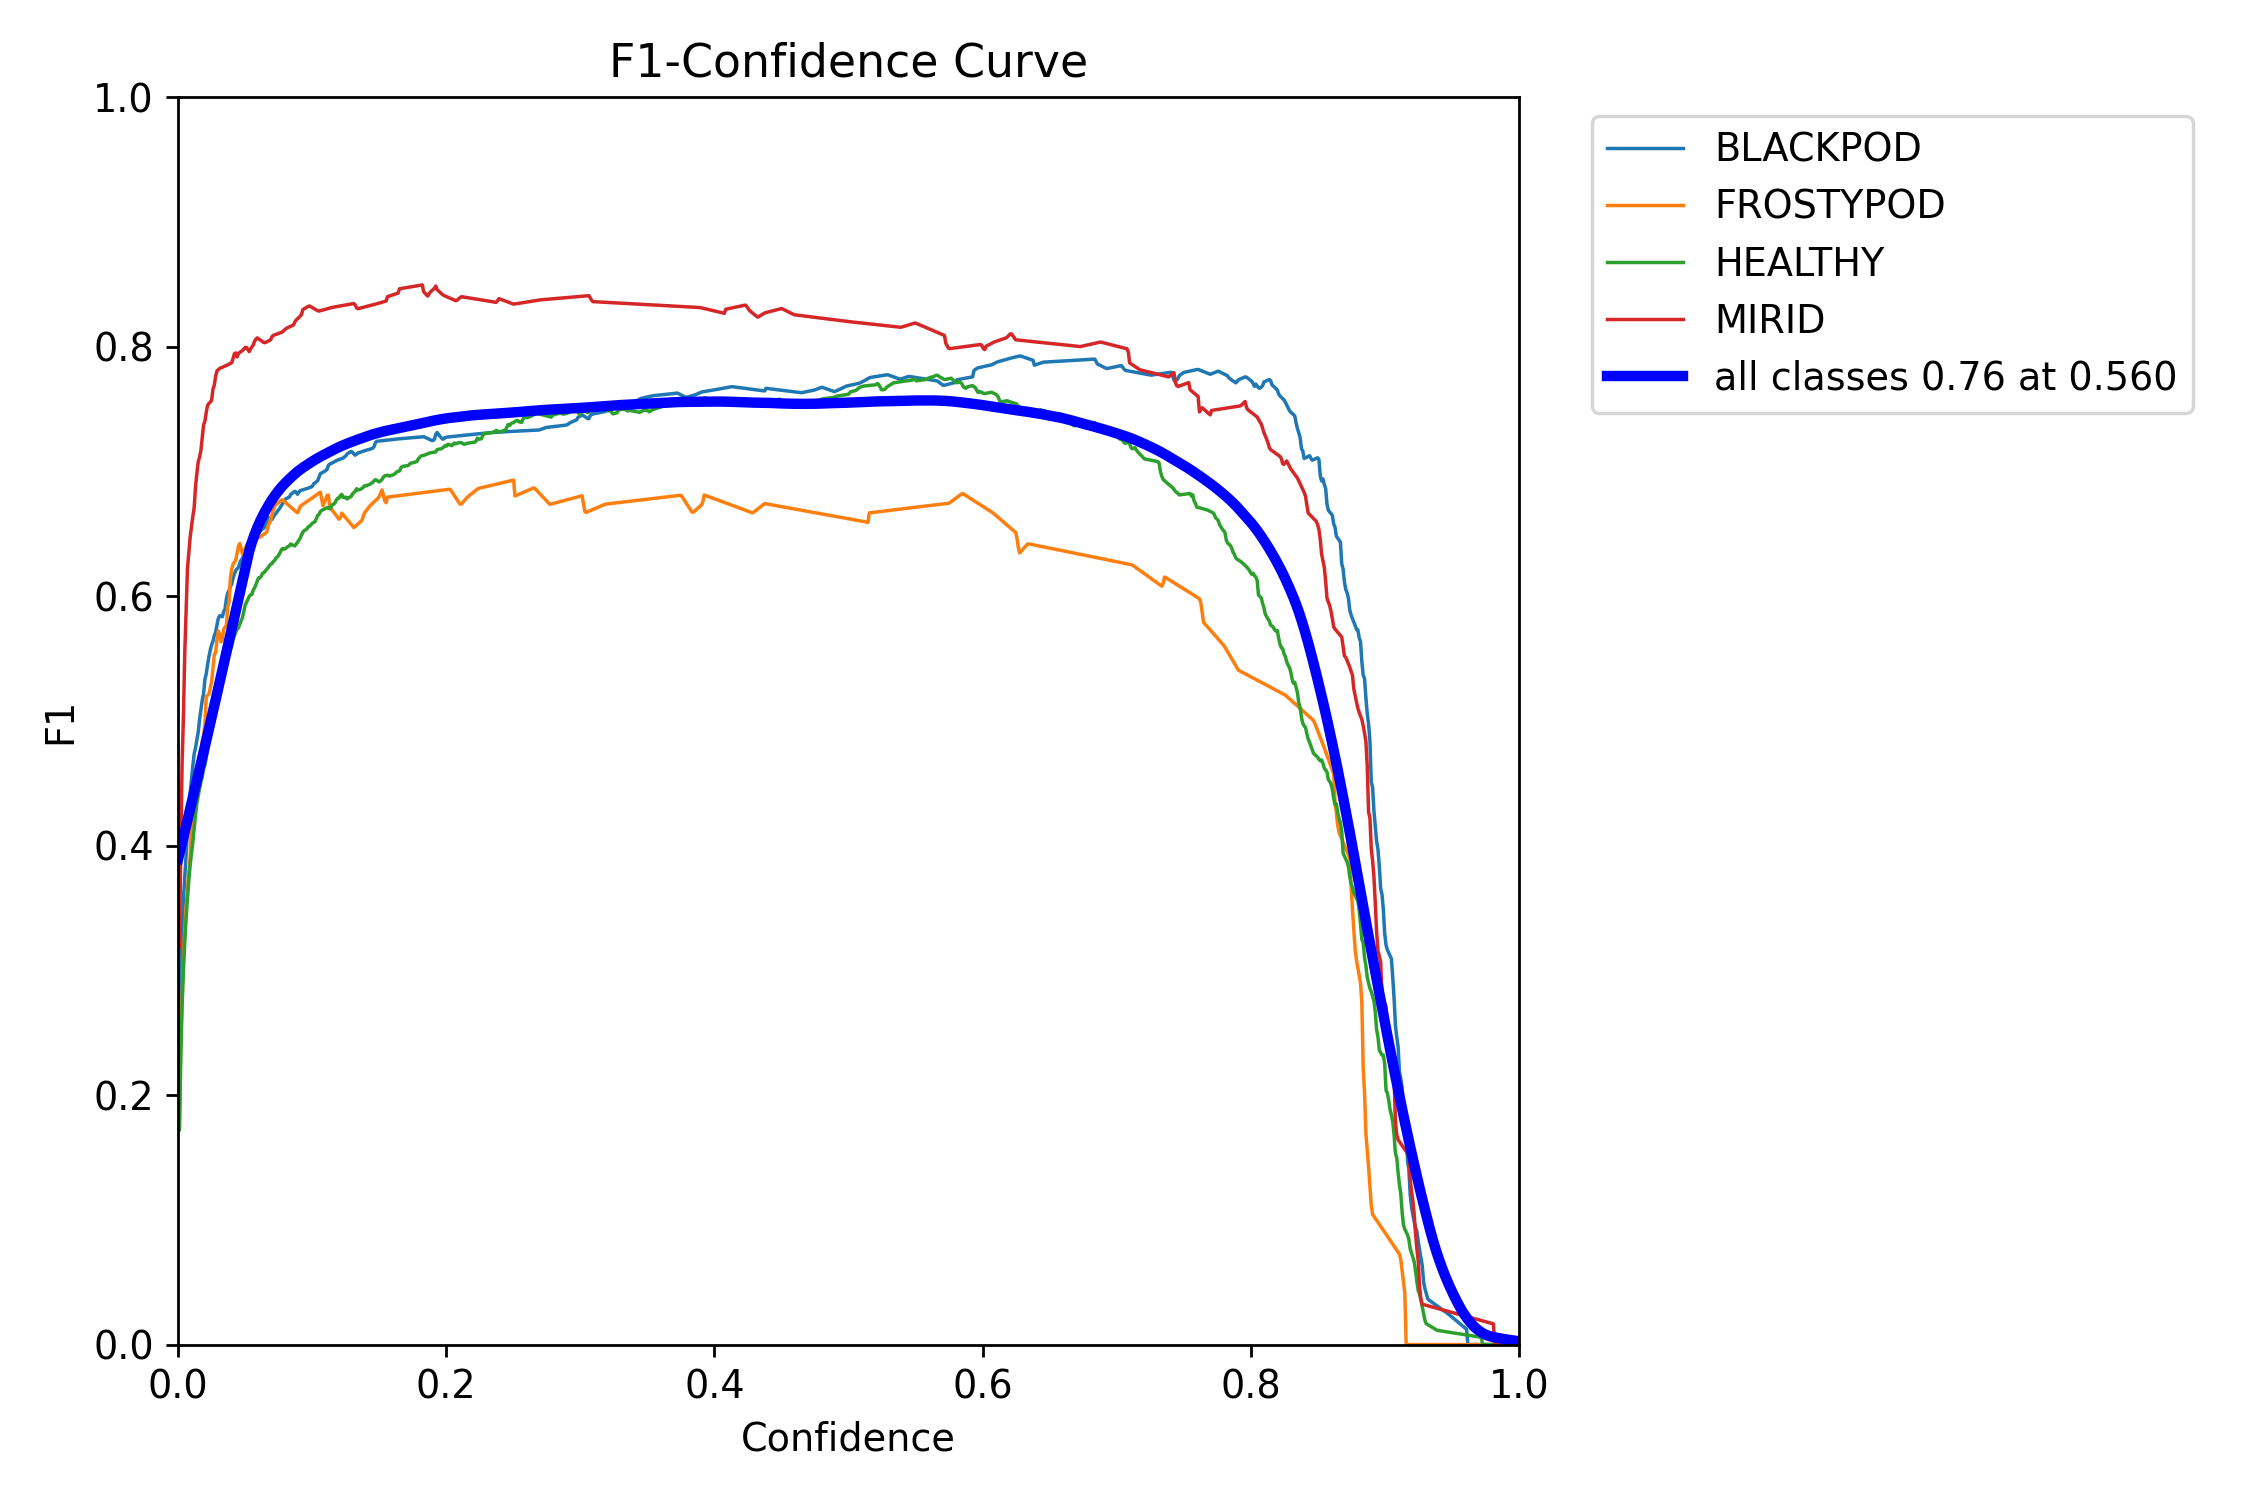 F1-Confidence Curve
1.0
0.8
0.6
0.4
0.2
0.0
F1
0.0 0.2 0.4 0.6 0.8 1.0
Confidence
BLACKPOD
FROSTYPOD
HEALTHY
MIRID
all classes 0.76 at 0.560